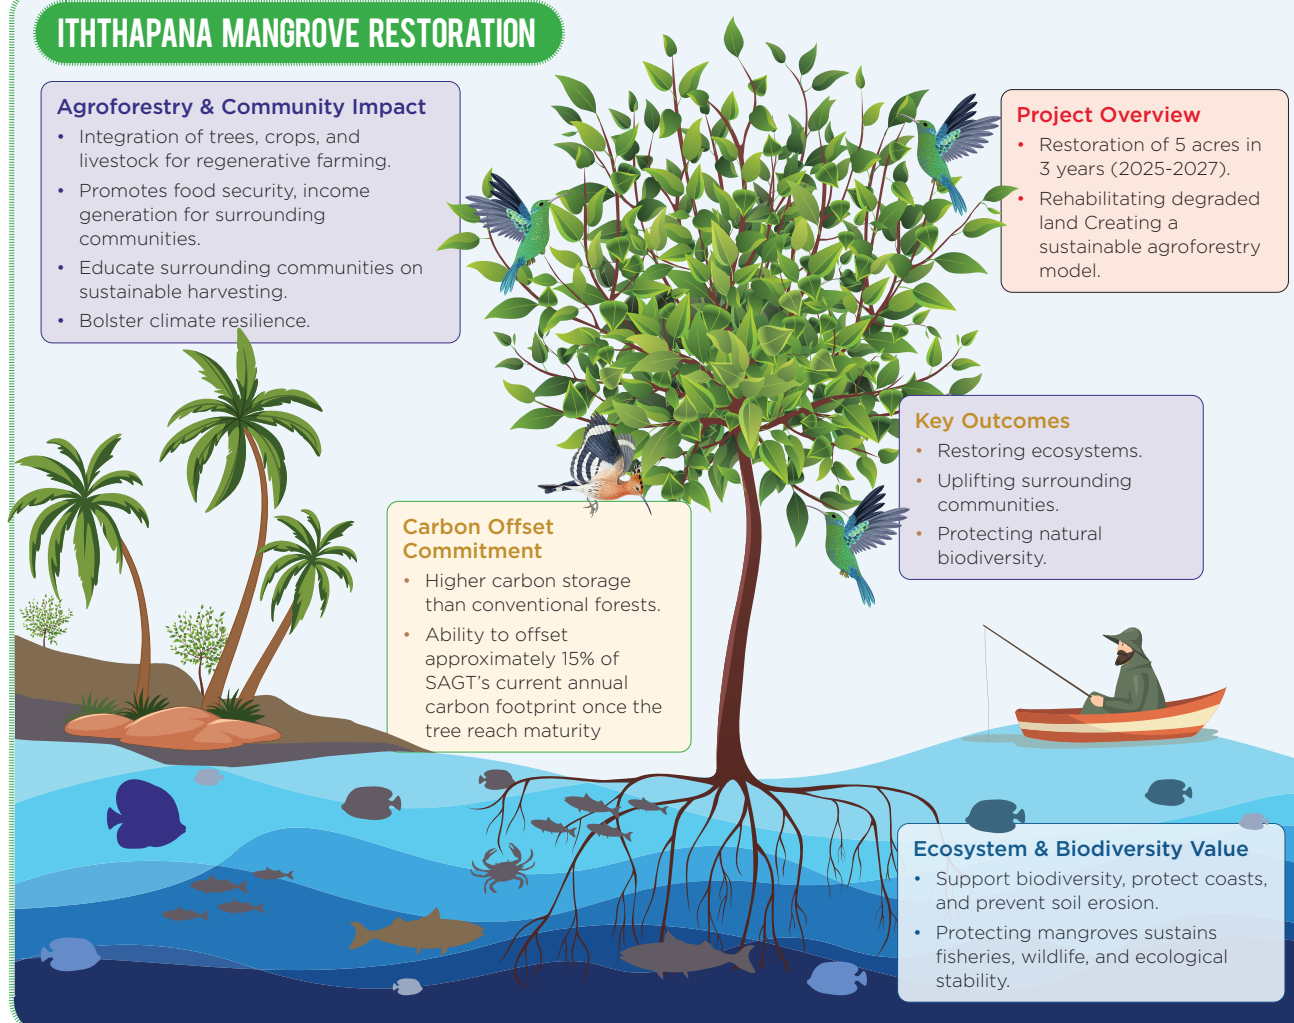 ITHTHAPANA MANGROVE RESTORATION
Agroforestry & Community Impact
• Integration of trees, crops, and
livestock for regenerative farming.
• Promotes food security, income
generation for surrounding
communities.
• Educate surrounding communities on
sustainable harvesting.
• Bolster climate resilience.
Project Overview
• Restoration of 5 acres in
3 years (2025-2027).
• Rehabilitating degraded
land Creating a
sustainable agroforestry
model.
Key Outcomes
• Restoring ecosystems.
• Uplifting surrounding
communities.
• Protecting natural
biodiversity.
Carbon Offset
Commitment
• Higher carbon storage
than conventional forests.
• Ability to offset
approximately 15% of
SAGT's current annual
carbon footprint once the
tree reach maturity
Ecosystem & Biodiversity Value
• Support biodiversity, protect coasts,
and prevent soil erosion.
• Protecting mangroves sustains
fisheries, wildlife, and ecological
stability.